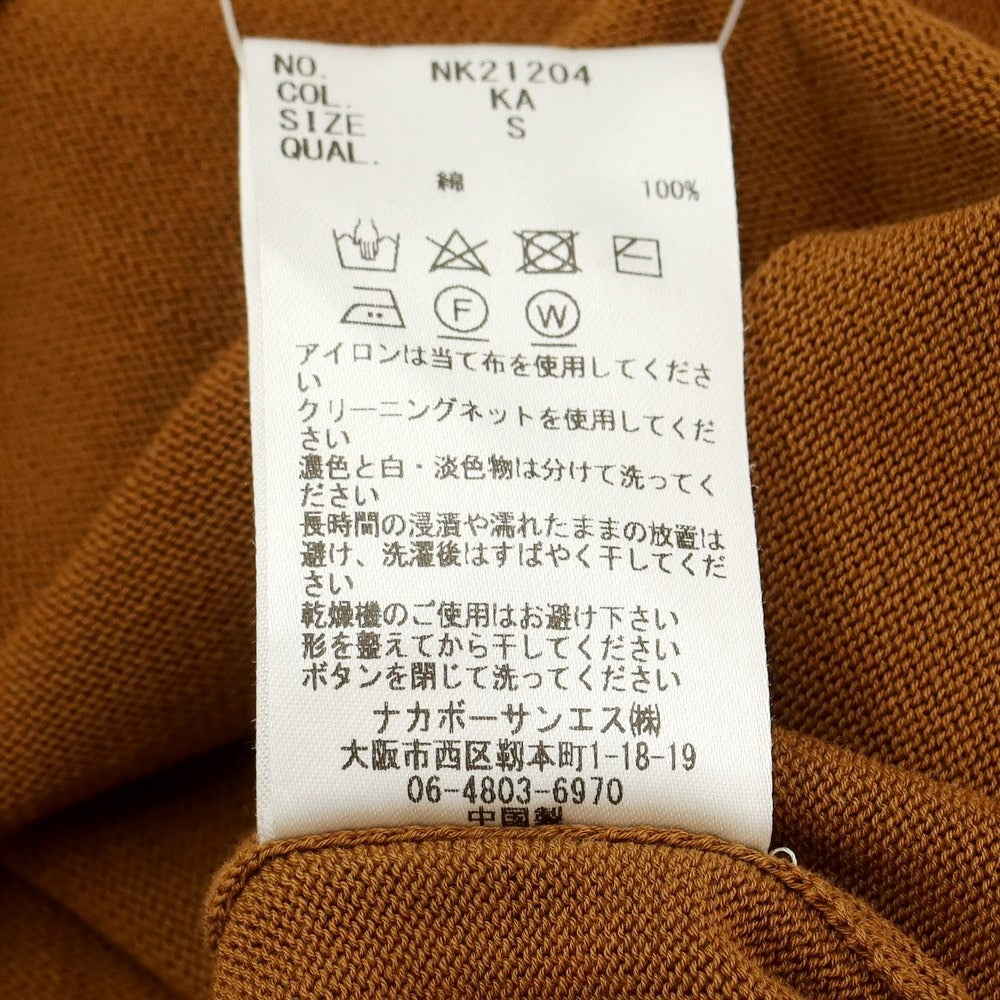 NO. NK21204
COL. KA
SIZE S
QUAL.
綿 100%
F W
アイロンは当て布を使用してくださ
い
クリーニングネットを使用してくだ
さい
濃色と白・淡色物は分けて洗ってく
ださい
長時間の浸漬や濡れたままの放置は
避け、洗濯後はすばやく干してくだ
さい
乾燥機のご使用はお避け下さい
形を整えてから干してください
ボタンを閉じて洗ってください
ナカボーサンエス㈱
大阪市西区靱本町1-18-19
06-4803-6970
中国製